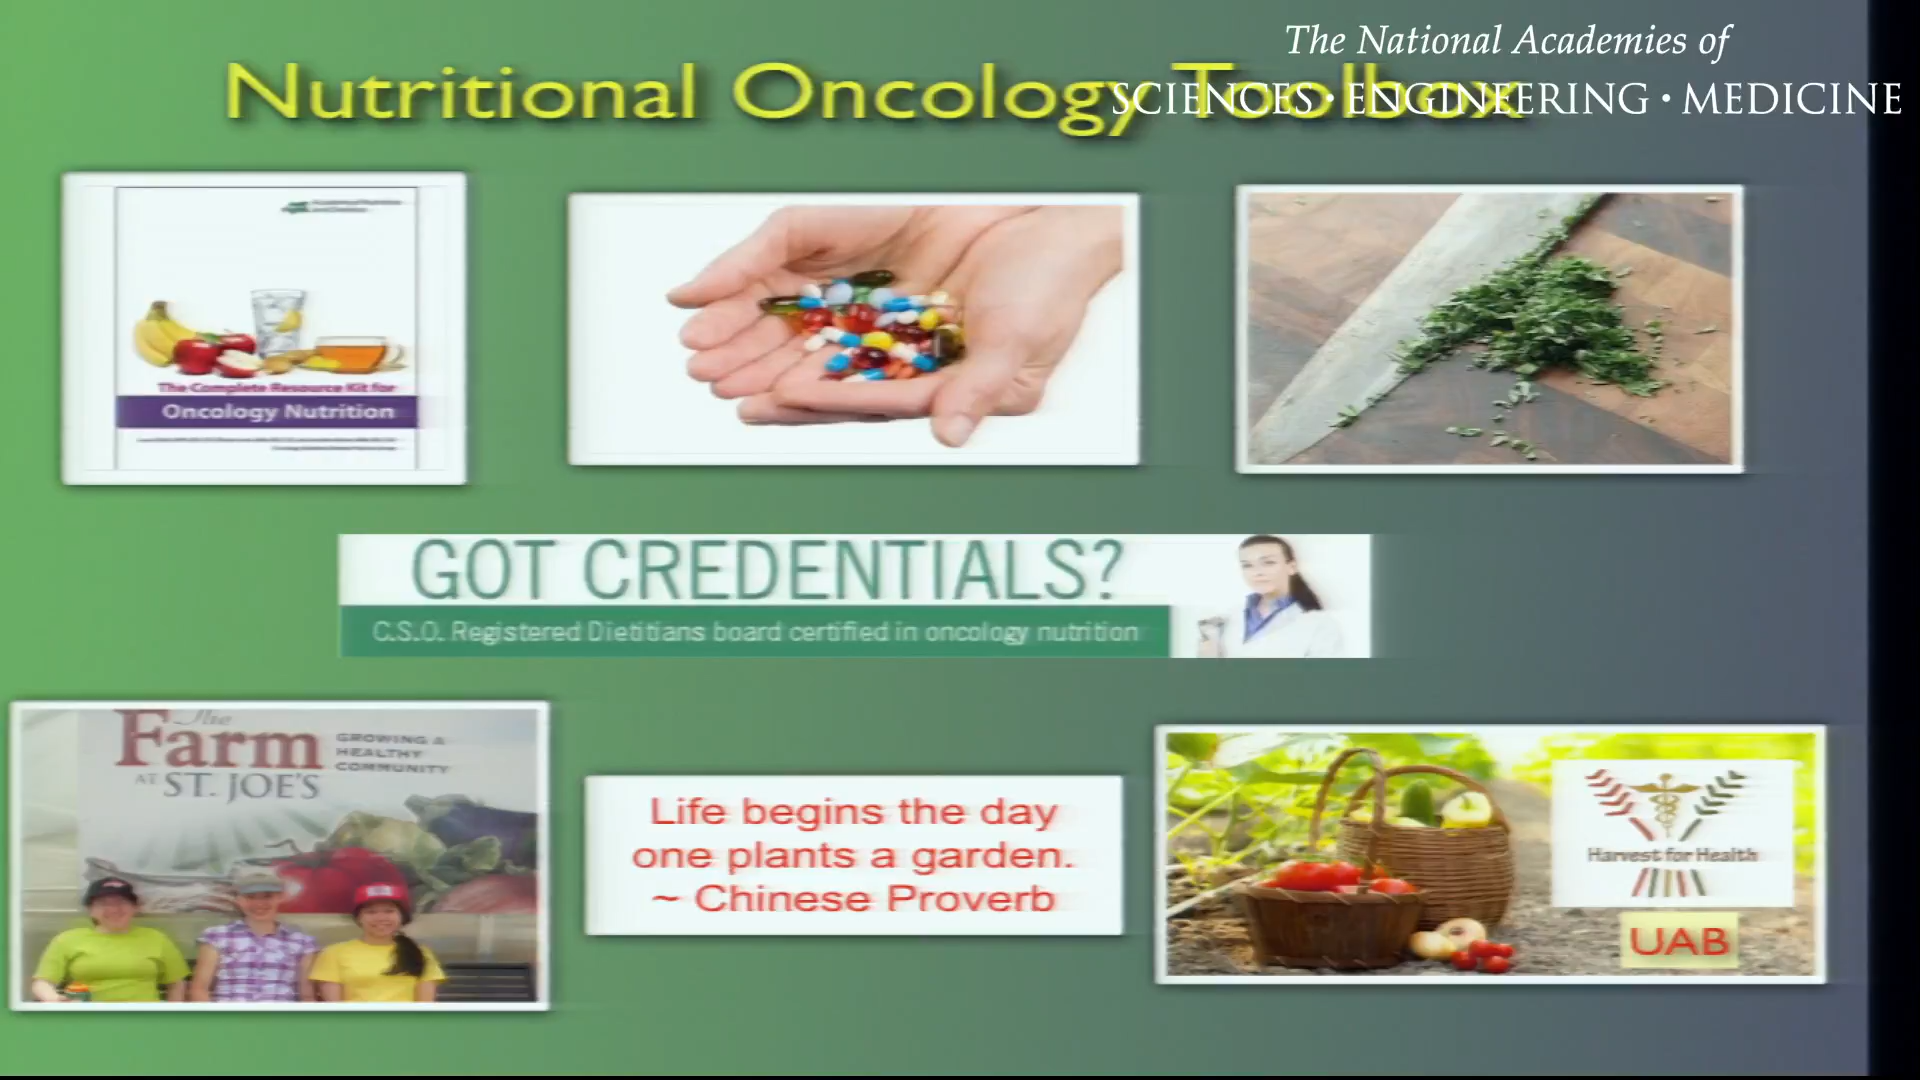 The National Academies of
SCIENCES • ENGINEERING • MEDICINE
Nutritional Oncology Toolbox
The Complete Resource Kit for
Oncology Nutrition
GOT CREDENTIALS?
C.S.O. Registered Dietitians board certified in oncology nutrition
The
Farm
AT ST. JOE'S
GROWING A
HEALTHY
COMMUNITY
Life begins the day
one plants a garden.
~ Chinese Proverb
Harvest for Health
UAB